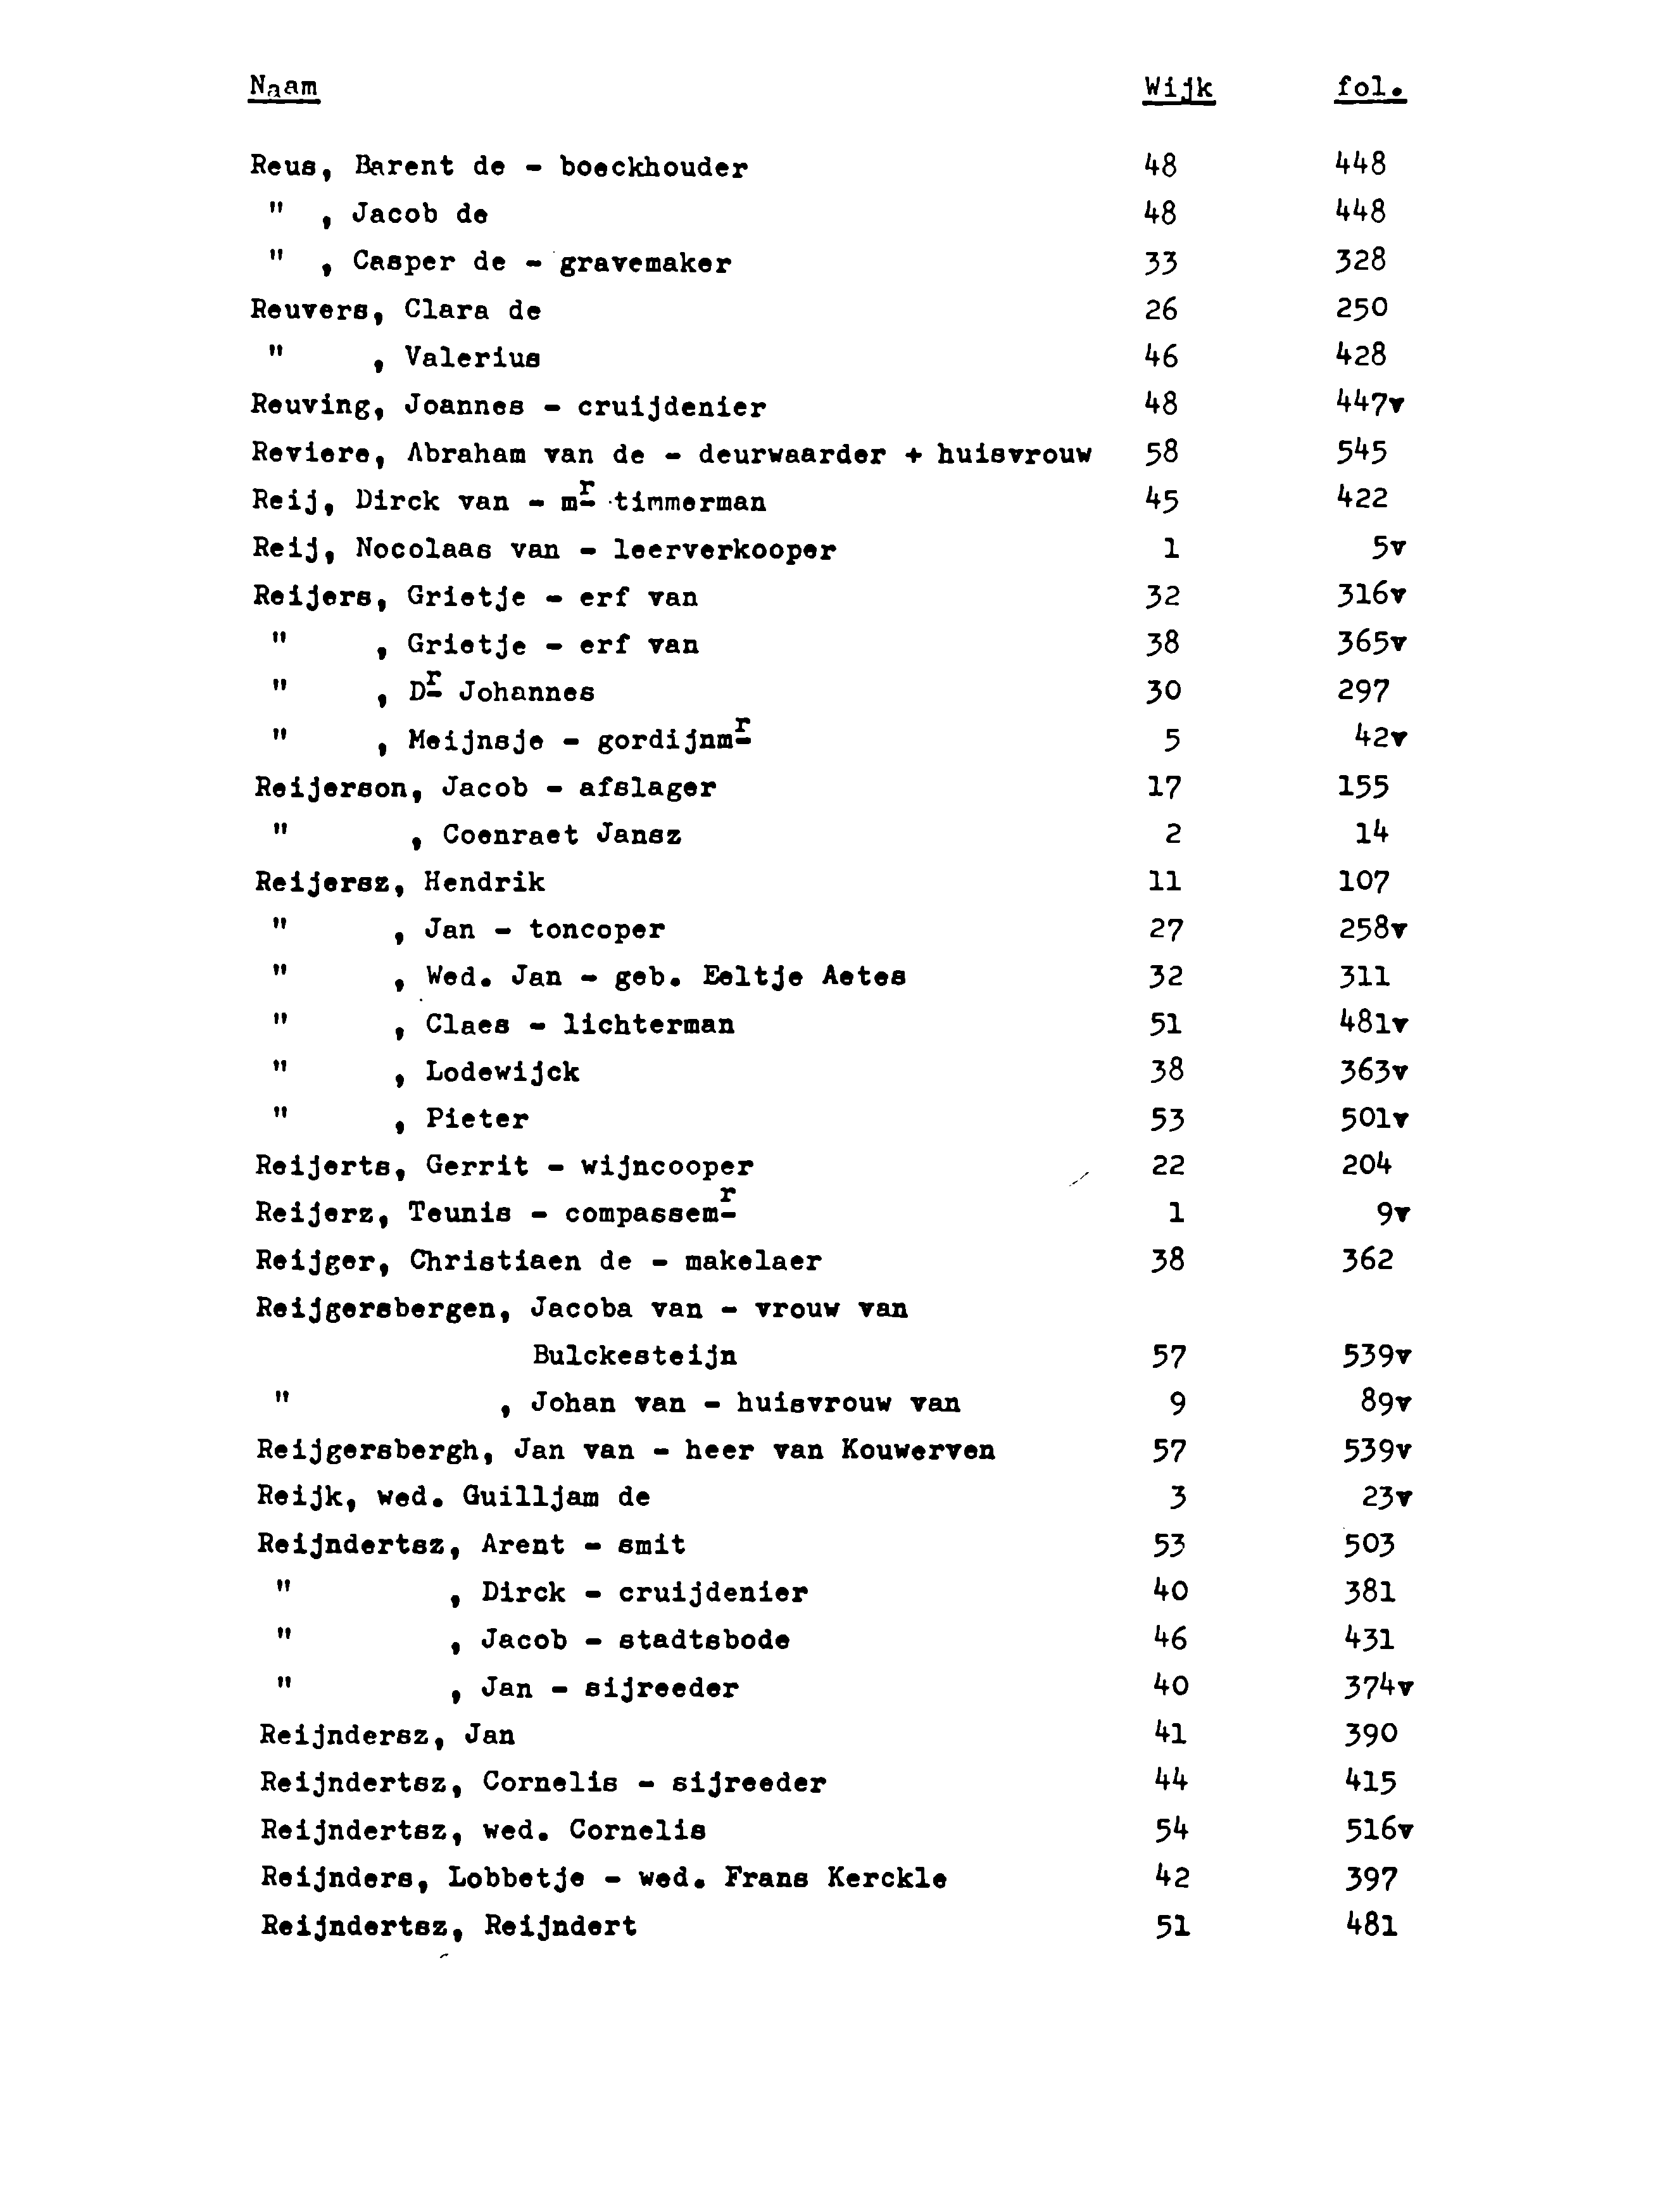 Naam Wijk fol.
Reus, Barent de - boeckhouder 48 448
" , Jacob de 48 448
" , Casper de - gravemaker 33 328
Reuvers, Clara de 26 250
" , Valerius 46 428
Reuving, Joannes - cruijdenier 48 447v
Reviere, Abraham van de - deurwaarder + huisvrouw 58 545
Reij, Dirck van - mr timmerman 45 422
Reij, Nocolaas van - leerverkooper 1 5v
Reijers, Grietje - erf van 32 316v
" , Grietje - erf van 38 365v
" , Dr Johannes 30 297
" , Meijnsje - gordijnmr 5 42v
Reijerson, Jacob - afslager 17 155
" , Coenraet Jansz 2 14
Reijersz, Hendrik 11 107
" , Jan - toncoper 27 258v
" , Wed. Jan - geb. Eeltje Aetes 32 311
" , Claes - lichterman 51 481v
" , Lodewijck 38 363v
" , Pieter 53 501v
Reijerts, Gerrit - wijncooper 22 204
Reijerz, Teunis - compassemr 1 9v
Reijger, Christiaen de - makelaer 38 362
Reijgersbergen, Jacoba van - vrouw van
Bulckesteijn 57 539v
" , Johan van - huisvrouw van 9 89v
Reijgersbergh, Jan van - heer van Kouwerven 57 539v
Reijk, wed. Guilljam de 3 23v
Reijndertsz, Arent - smit 53 503
" , Dirck - cruijdenier 40 381
" , Jacob - stadtsbode 46 431
" , Jan - sijreeder 40 374v
Reijndersz, Jan 41 390
Reijndertsz, Cornelis - sijreeder 44 415
Reijndertsz, wed. Cornelis 54 516v
Reijnders, Lobbetje - wed. Frans Kerckle 42 397
Reijndertsz, Reijndert 51 481